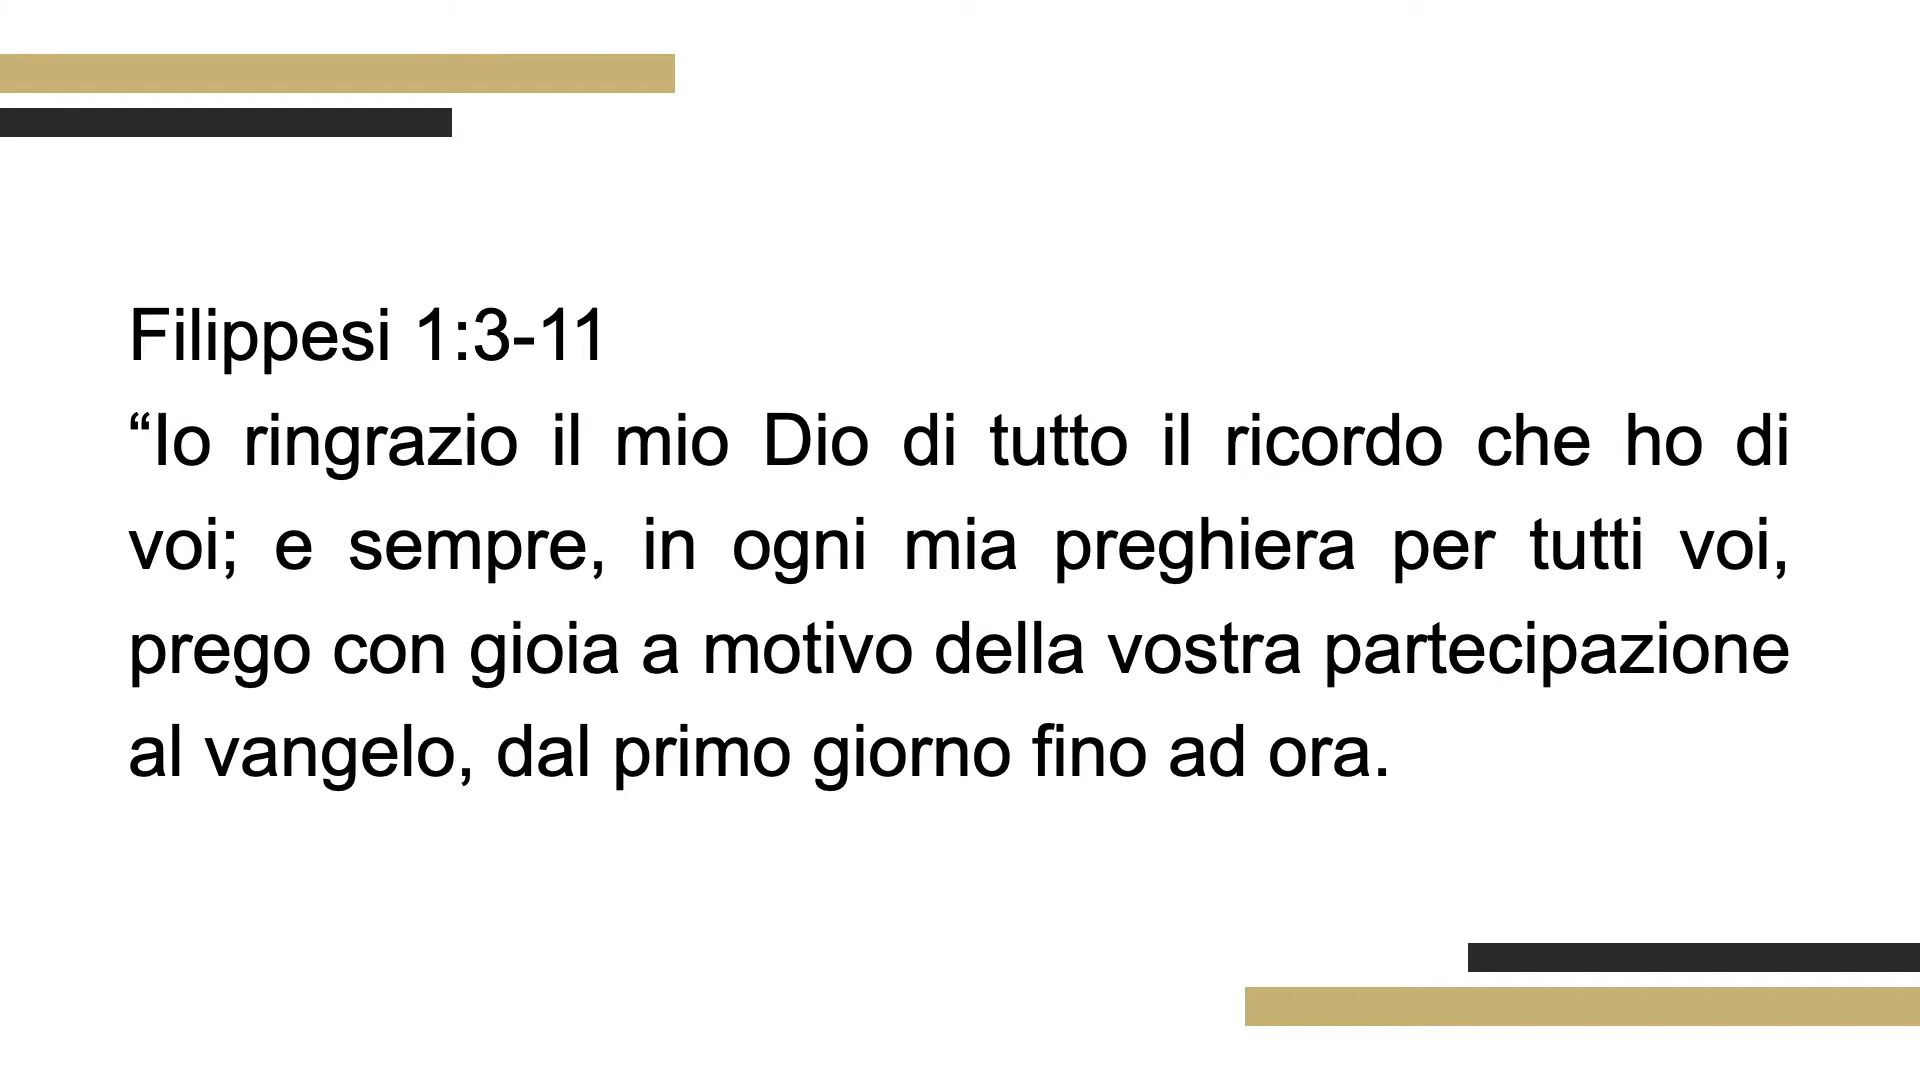 Filippesi 1:3-11
“Io ringrazio il mio Dio di tutto il ricordo che ho di
voi; e sempre, in ogni mia preghiera per tutti voi,
prego con gioia a motivo della vostra partecipazione
al vangelo, dal primo giorno fino ad ora.